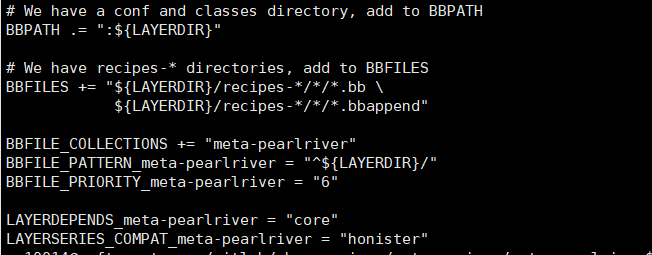 # We have a conf and classes directory, add to BBPATH
BBPATH .= ":${LAYERDIR}"
# We have recipes-* directories, add to BBFILES
BBFILES += "${LAYERDIR}/recipes-*/*/*.bb \
${LAYERDIR}/recipes-*/*/*.bbappend"
BBFILE_COLLECTIONS += "meta-pearlriver"
BBFILE_PATTERN_meta-pearlriver = "^${LAYERDIR}/"
BBFILE_PRIORITY_meta-pearlriver = "6"
LAYERDEPENDS_meta-pearlriver = "core"
LAYERSERIES_COMPAT_meta-pearlriver = "honister"